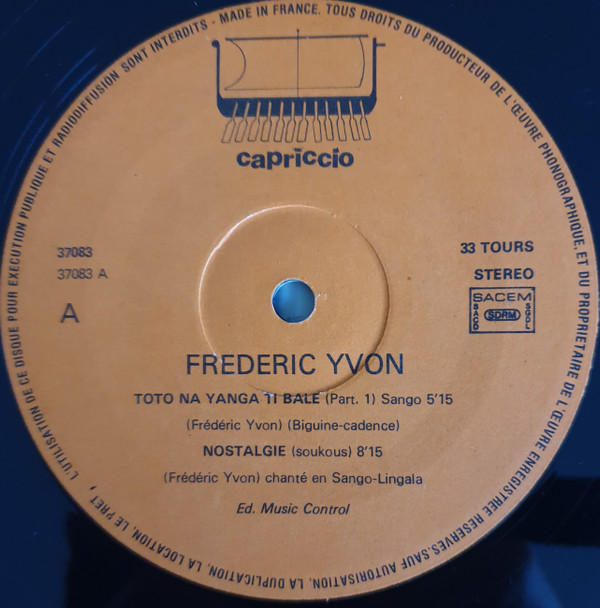 L'UTILISATION DE CE DISQUE POUR EXECUTION PUBLIQUE ET RADIODIFFUSION SONT INTERDITS - MADE IN FRANCE. TOUS DROITS DU PRODUCTEUR DE L'ŒUVRE PHONOGRAPHIQUE ET DU PROPRIETAIRE DE L'ŒUVRE ENREGISTREE RESERVES. SAUF AUTORISATION, LA DUPLICATION, LA LOCATION, LE PRET,
capriccio
37083
37083 A
A
33 TOURS
STEREO
SACEM
SACD SDRM SGDL
FREDERIC YVON
TOTO NA YANGA TI BALE (Part. 1) Sango 5'15
(Frédéric Yvon) (Biguine-cadence)
NOSTALGIE (soukous) 8'15
(Frédéric Yvon) chanté en Sango-Lingala
Ed. Music Control